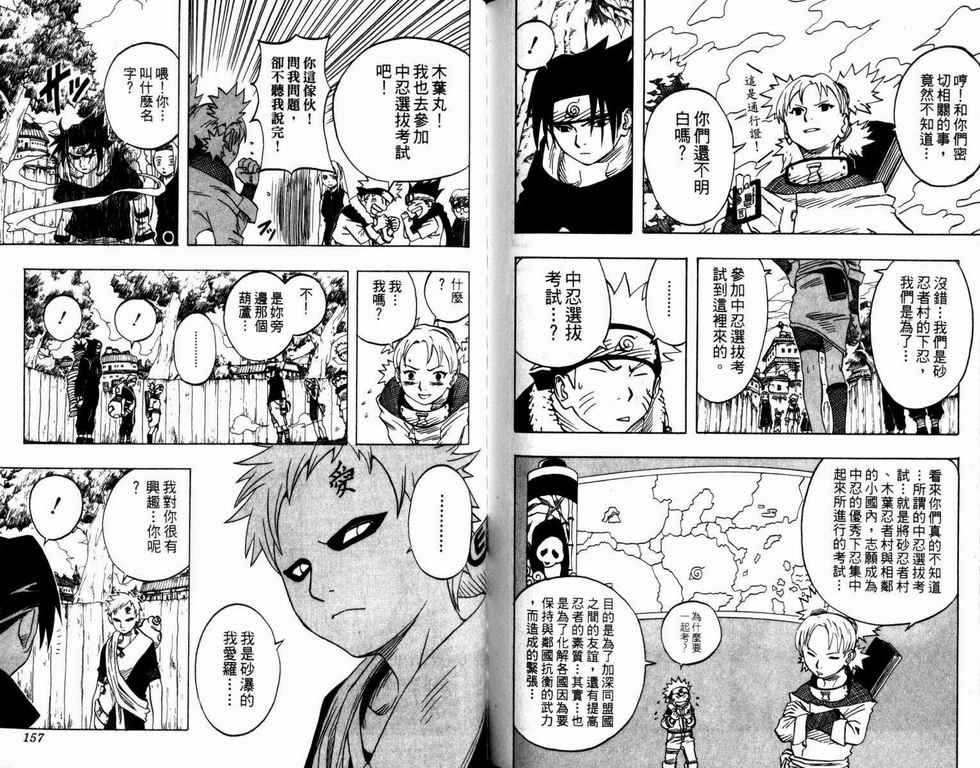 哼！和你們密
切相關的事，
竟然不知道…
這是通行證！
你們還不明
白嗎？
！
沒錯…我們是砂
忍者村的下忍，
我們是為了…
參加中忍選拔考
試到這裡來的。
中忍選拔
考試…？
看來你們真的不知道
…所謂的中忍選拔考
試…就是將砂忍者村
、木葉忍者村與相鄰
的小國內，志願成為
中忍的優秀下忍集中
起來所進行的考試…
為什麼要
一起考？
目的是為了加深同盟國
之間的友誼，還有提高
忍者的素質…其實…也
是為了化解各國因為要
保持與鄰國抗衡的武力
，而造成的緊張…
木葉丸！
我也去參加
中忍選拔考試
吧！
你這傢伙！
問我問題，
卻不聽我說完！
喂！你…
叫什麼名
字？
什麼
？
我…
我嗎？
不！
是妳旁
邊那個
葫蘆…
………
！
！
………
我是砂瀑的
我愛羅……
我對你很有
興趣…你呢
？
！
157